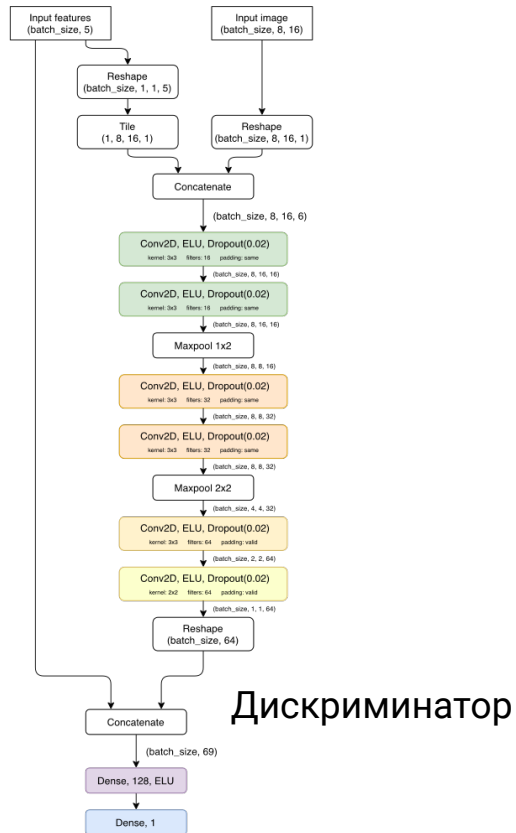 Input features
(batch_size, 5)
Input image
(batch_size, 8, 16)
Reshape
(batch_size, 1, 1, 5)
Tile
(1, 8, 16, 1)
Reshape
(batch_size, 8, 16, 1)
Concatenate
(batch_size, 8, 16, 6)
Conv2D, ELU, Dropout(0.02)
kernel: 3x3 filters: 16 padding: same
(batch_size, 8, 16, 16)
Conv2D, ELU, Dropout(0.02)
kernel: 3x3 filters: 16 padding: same
(batch_size, 8, 16, 16)
Maxpool 1x2
(batch_size, 8, 8, 16)
Conv2D, ELU, Dropout(0.02)
kernel: 3x3 filters: 32 padding: same
(batch_size, 8, 8, 32)
Conv2D, ELU, Dropout(0.02)
kernel: 3x3 filters: 32 padding: same
(batch_size, 8, 8, 32)
Maxpool 2x2
(batch_size, 4, 4, 32)
Conv2D, ELU, Dropout(0.02)
kernel: 3x3 filters: 64 padding: valid
(batch_size, 2, 2, 64)
Conv2D, ELU, Dropout(0.02)
kernel: 2x2 filters: 64 padding: valid
(batch_size, 1, 1, 64)
Reshape
(batch_size, 64)
Дискриминатор
Concatenate
(batch_size, 69)
Dense, 128, ELU
Dense, 1